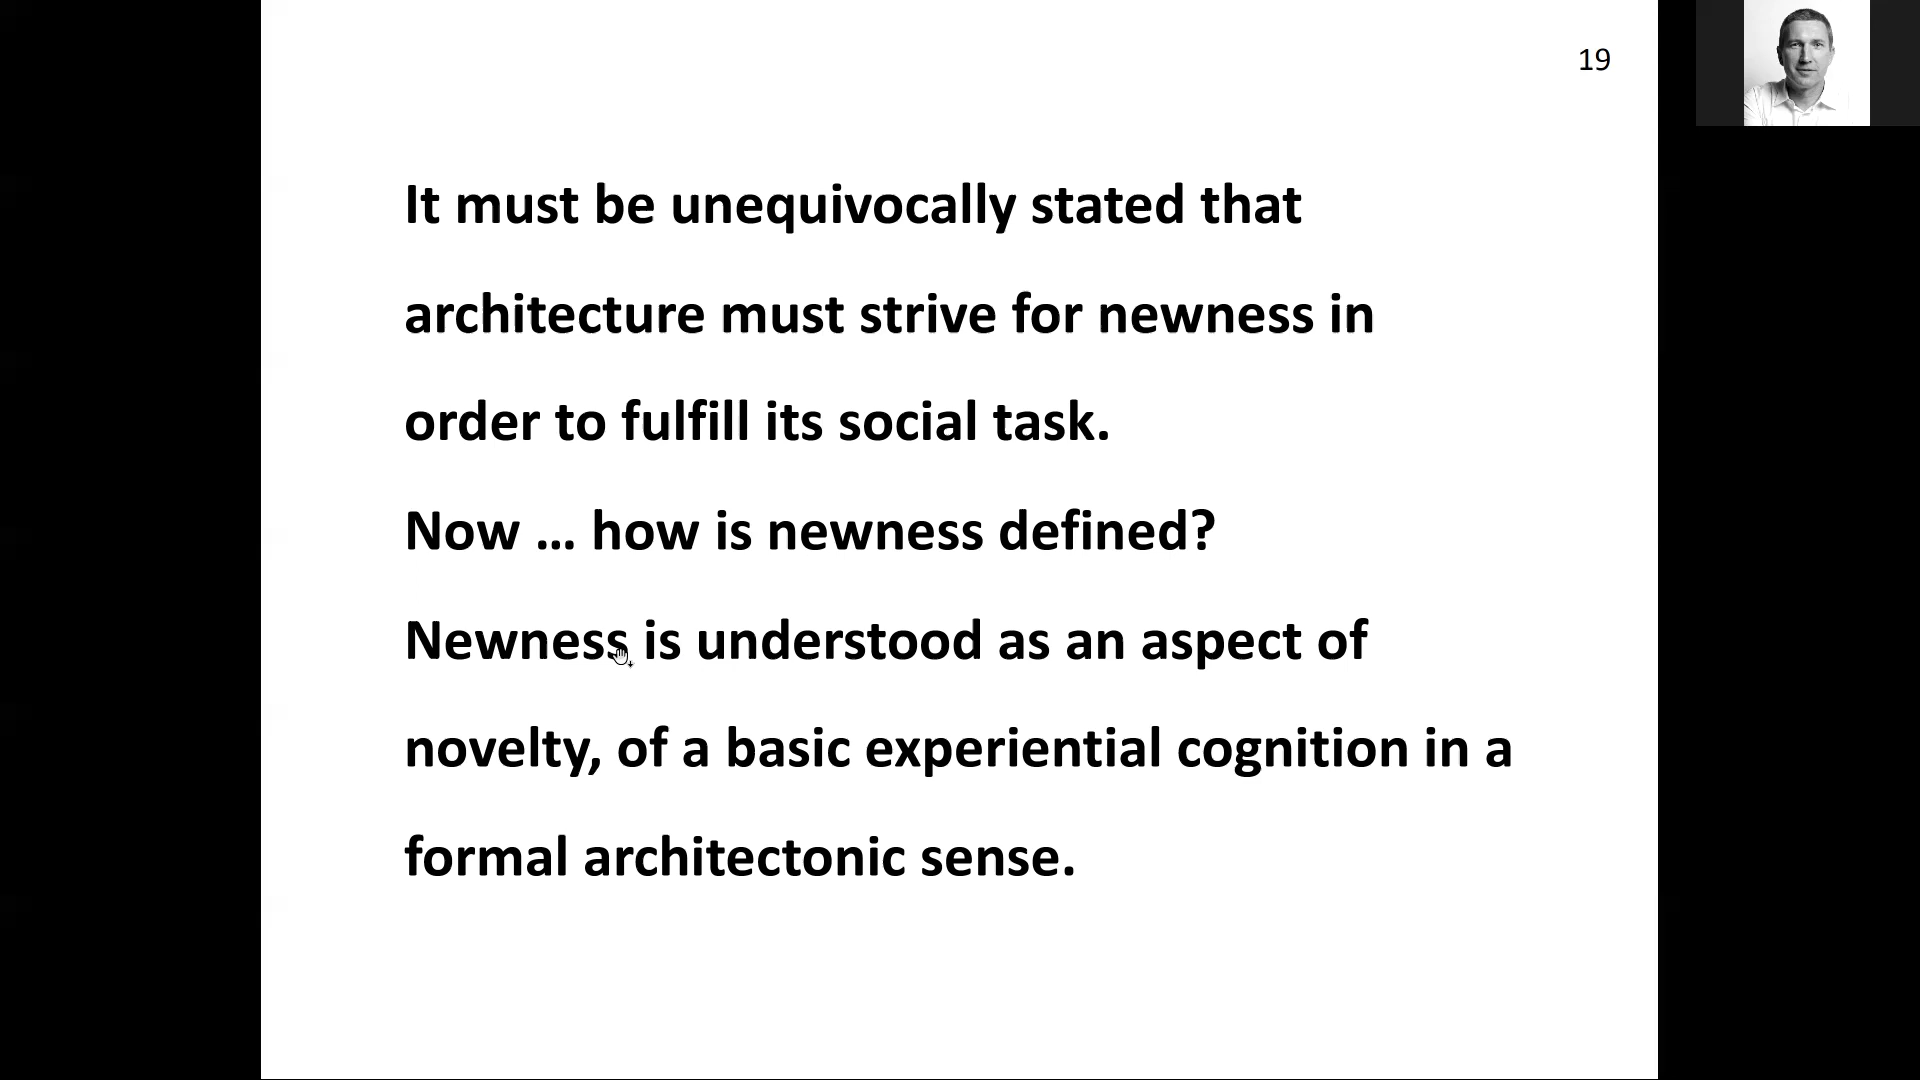 19
It must be unequivocally stated that
architecture must strive for newness in
order to fulfill its social task.
Now ... how is newness defined?
Newness is understood as an aspect of
novelty, of a basic experiential cognition in a
formal architectonic sense.